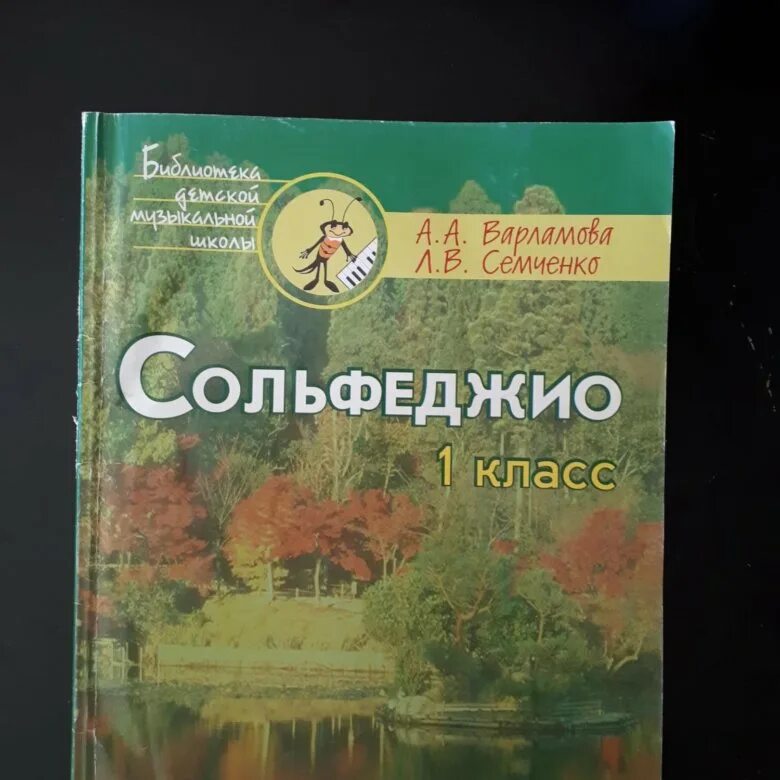 Библиотека
детской
музыкальной
школы
А.А. Варламова
Л.В. Семченко
Сольфеджио
1 класс